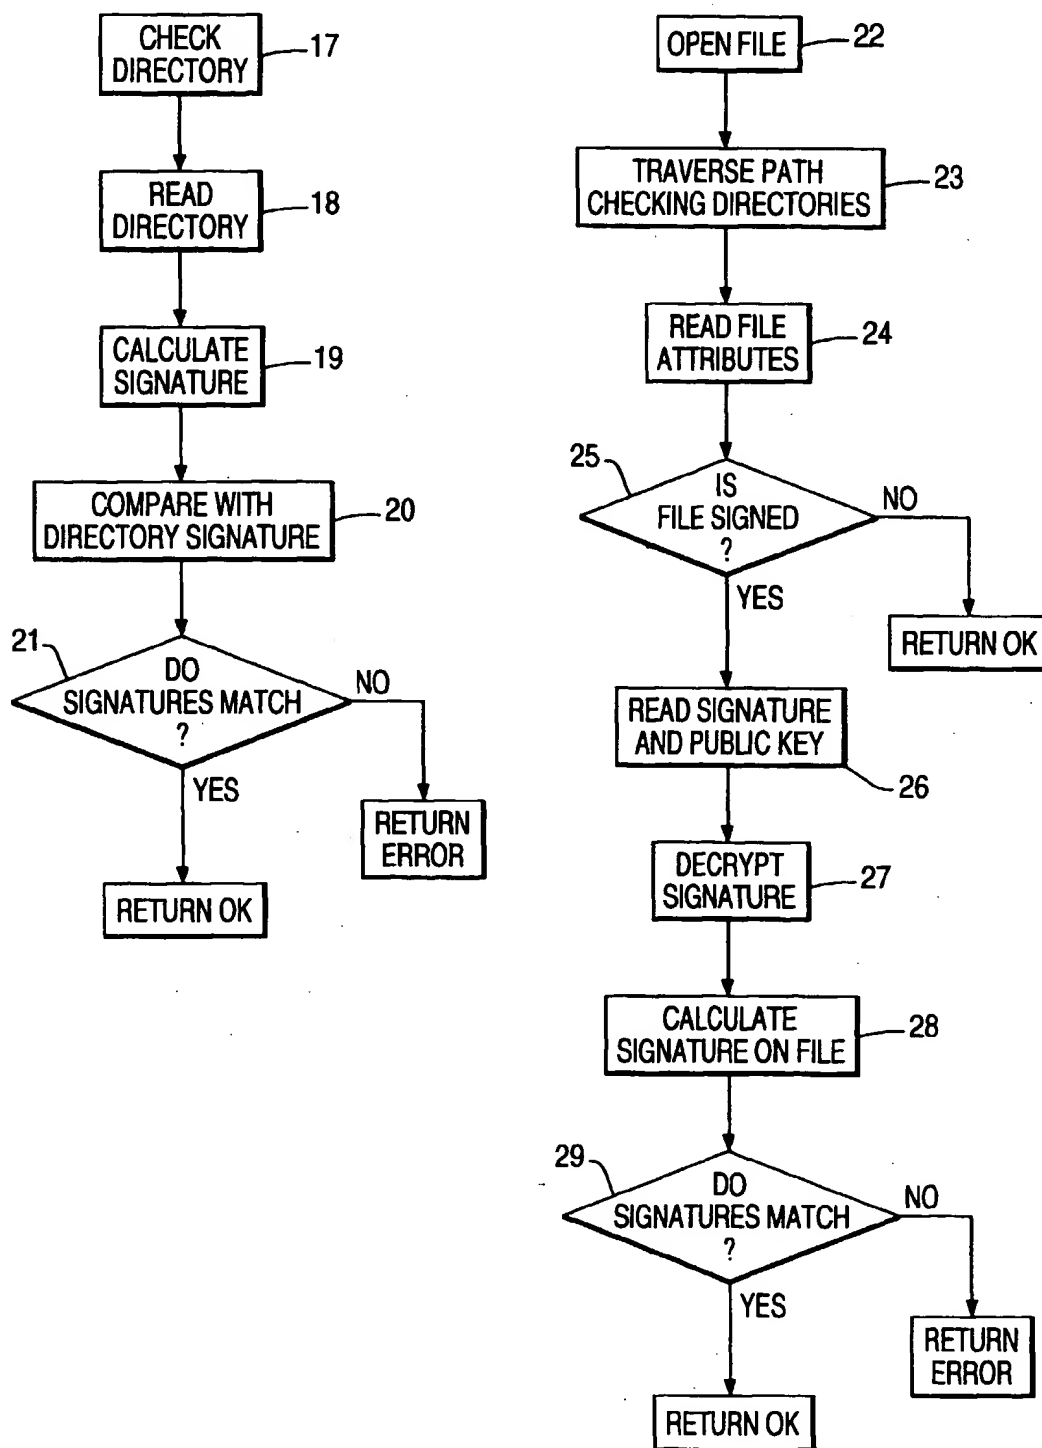 CHECK
DIRECTORY
17
READ
DIRECTORY
18
CALCULATE
SIGNATURE
19
COMPARE WITH
DIRECTORY SIGNATURE
20
21
DO
SIGNATURES MATCH
?
NO
YES
RETURN
ERROR
RETURN OK
OPEN FILE
22
TRAVERSE PATH
CHECKING DIRECTORIES
23
READ FILE
ATTRIBUTES
24
25
IS
FILE SIGNED
?
NO
YES
RETURN OK
READ SIGNATURE
AND PUBLIC KEY
26
DECRYPT
SIGNATURE
27
CALCULATE
SIGNATURE ON FILE
28
29
DO
SIGNATURES MATCH
?
NO
YES
RETURN
ERROR
RETURN OK